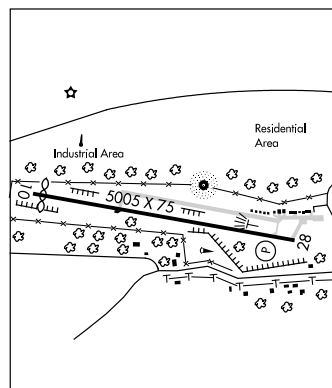 Residential
Area
Industrial Area
5005 X 75
10
28
P